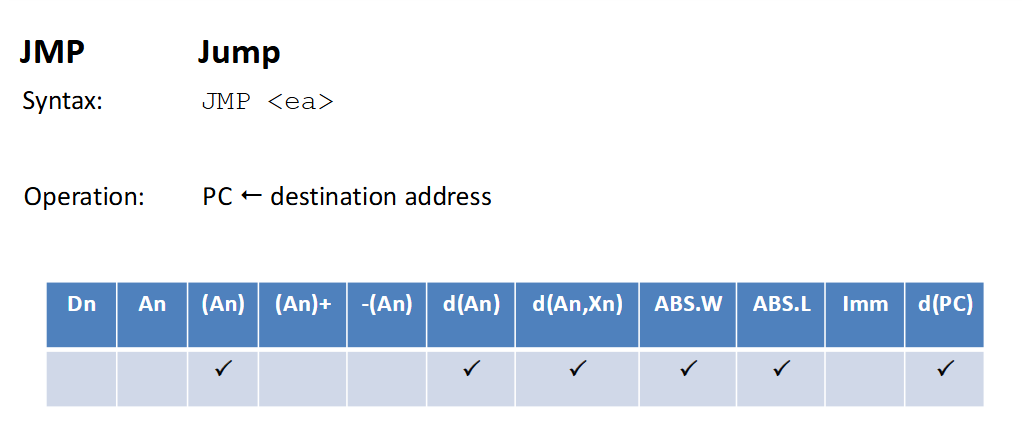 JMP Jump
Syntax: JMP <ea>
Operation: PC ← destination address
Dn An (An) (An)+ -(An) d(An) d(An,Xn) ABS.W ABS.L Imm d(PC)
✓ ✓ ✓ ✓ ✓ ✓